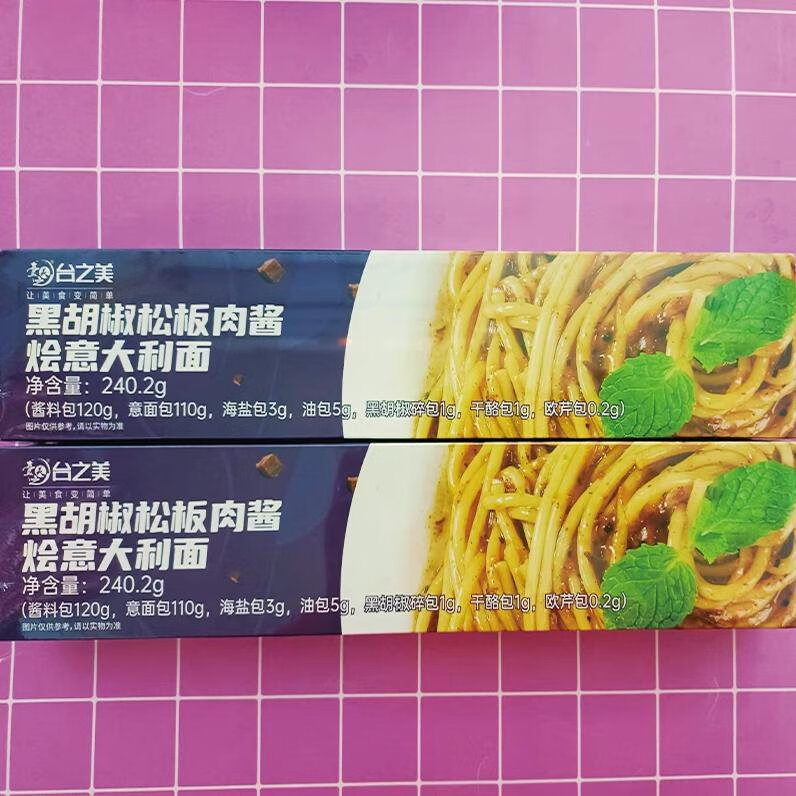 台之美
让美食变简单
黑胡椒松板肉酱
烩意大利面
净含量：240.2g
（酱料包120g，意面包110g，海盐包3g，油包5g，黑胡椒碎包1g，干酪包1g，欧芹包0.2g）
图片仅供参考，请以实物为准
台之美
让美食变简单
黑胡椒松板肉酱
烩意大利面
净含量：240.2g
（酱料包120g，意面包110g，海盐包3g，油包5g，黑胡椒碎包1g，干酪包1g，欧芹包0.2g）
图片仅供参考，请以实物为准